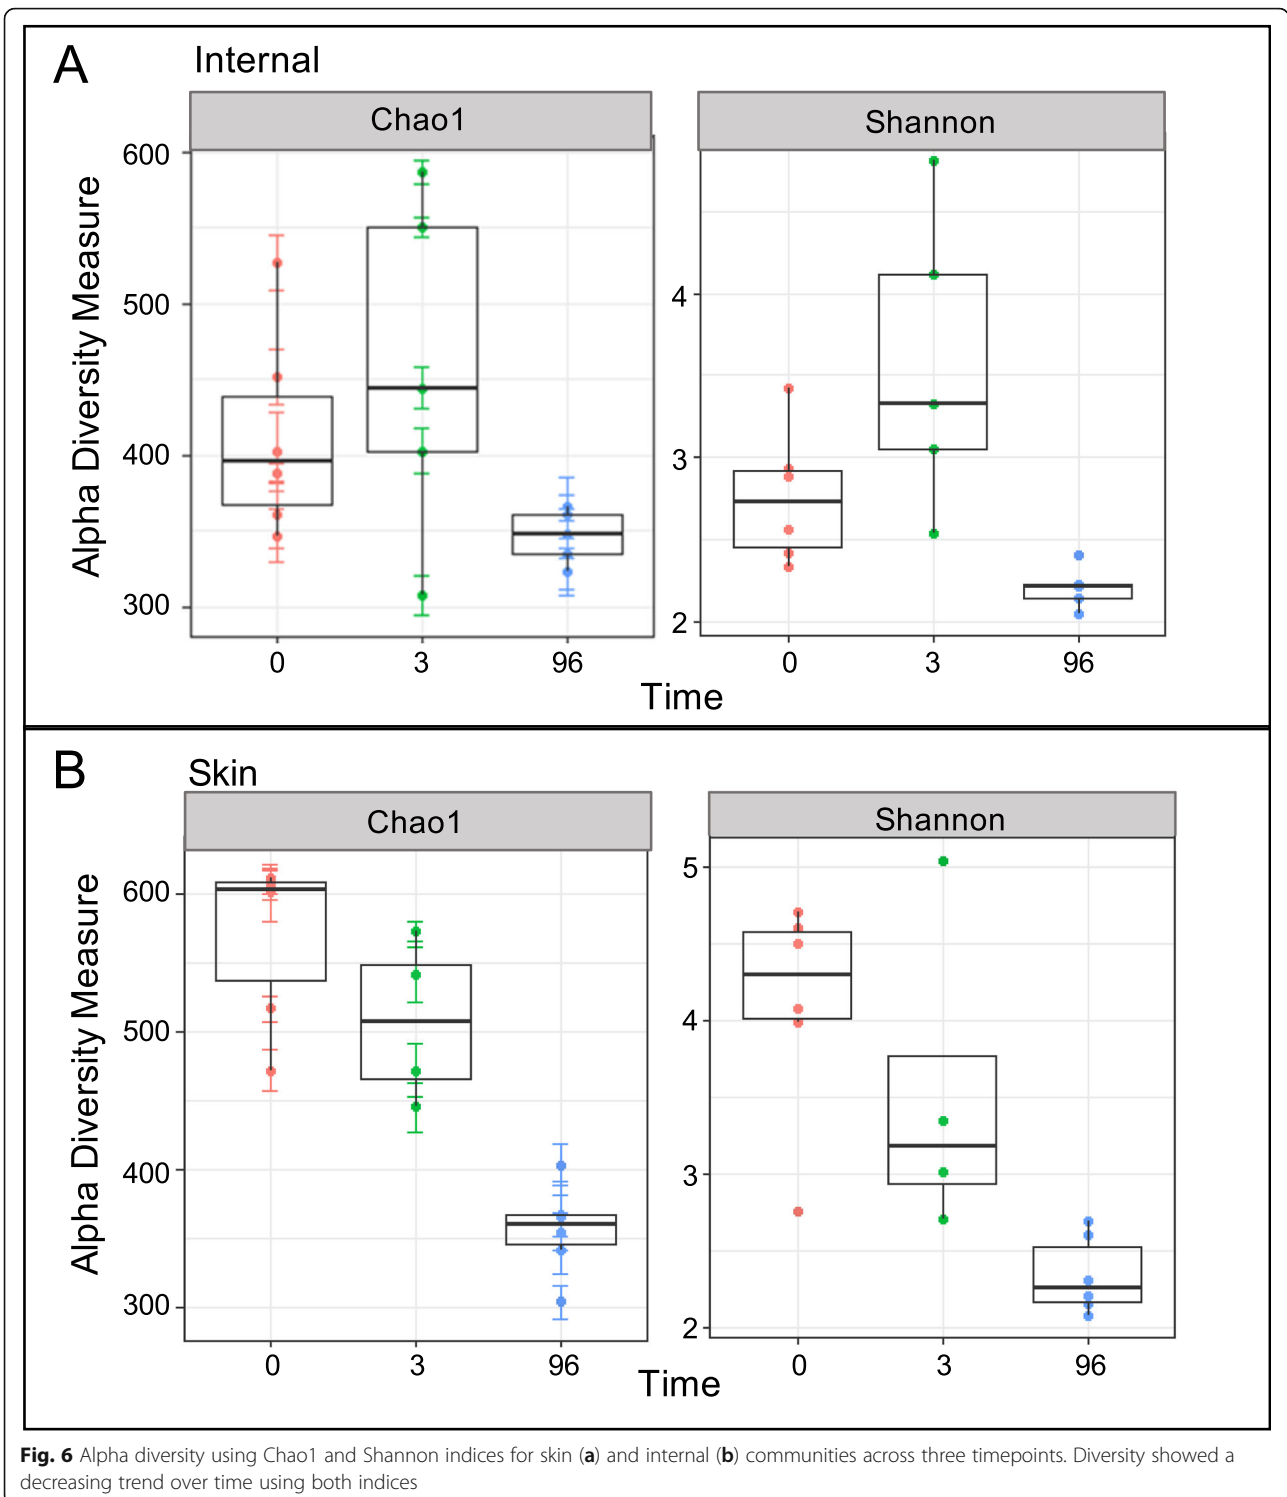 A
Internal
Chao1
Shannon
Alpha Diversity Measure
600
500
400
300
4
3
2
0
3
96
0
3
96
Time
B
Skin
Chao1
Shannon
Alpha Diversity Measure
600
500
400
300
5
4
3
2
0
3
96
0
3
96
Time
Fig. 6 Alpha diversity using Chao1 and Shannon indices for skin (a) and internal (b) communities across three timepoints. Diversity showed a
decreasing trend over time using both indices